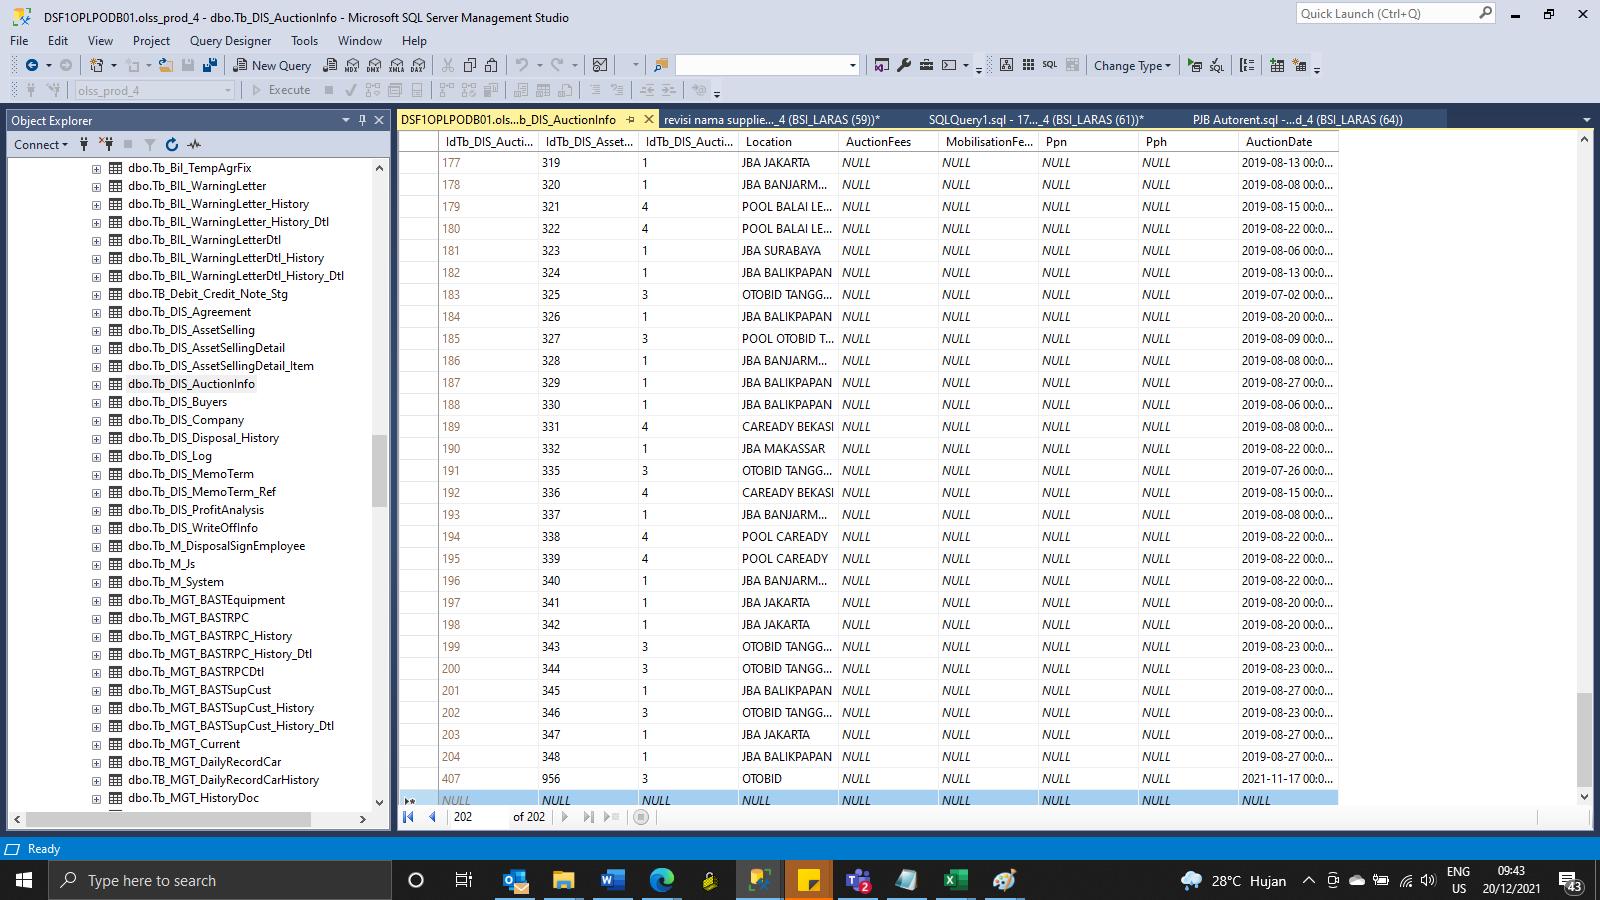 DSF1OPLPODB01.olss_prod_4 - dbo.Tb_DIS_AuctionInfo - Microsoft SQL Server Management Studio
Quick Launch (Ctrl+Q)
File Edit View Project Query Designer Tools Window Help
New Query MDX DMX XMLA DAX SQL Change Type
olss_prod_4 Execute
Object Explorer
Connect
dbo.Tb_Bil_TempAgrFix
dbo.Tb_BIL_WarningLetter
dbo.Tb_BIL_WarningLetter_History
dbo.Tb_BIL_WarningLetter_History_Dtl
dbo.Tb_BIL_WarningLetterDtl
dbo.Tb_BIL_WarningLetterDtl_History
dbo.Tb_BIL_WarningLetterDtl_History_Dtl
dbo.TB_Debit_Credit_Note_Stg
dbo.Tb_DIS_Agreement
dbo.Tb_DIS_AssetSelling
dbo.Tb_DIS_AssetSellingDetail
dbo.Tb_DIS_AssetSellingDetail_Item
dbo.Tb_DIS_AuctionInfo
dbo.Tb_DIS_Buyers
dbo.Tb_DIS_Company
dbo.Tb_DIS_Disposal_History
dbo.Tb_DIS_Log
dbo.Tb_DIS_MemoTerm
dbo.Tb_DIS_MemoTerm_Ref
dbo.Tb_DIS_ProfitAnalysis
dbo.Tb_DIS_WriteOffInfo
dbo.Tb_M_DisposalSignEmployee
dbo.Tb_M_Js
dbo.Tb_M_System
dbo.Tb_MGT_BASTEquipment
dbo.Tb_MGT_BASTRPC
dbo.Tb_MGT_BASTRPC_History
dbo.Tb_MGT_BASTRPC_History_Dtl
dbo.Tb_MGT_BASTRPCDtl
dbo.Tb_MGT_BASTSupCust
dbo.Tb_MGT_BASTSupCust_History
dbo.Tb_MGT_BASTSupCust_History_Dtl
dbo.Tb_MGT_Current
dbo.TB_MGT_DailyRecordCar
dbo.Tb_MGT_DailyRecordCarHistory
dbo.Tb_MGT_HistoryDoc
DSF1OPLPODB01.ols...b_DIS_AuctionInfo revisi nama supplie..._4 (BSI_LARAS (59))* SQLQuery1.sql - 17..._4 (BSI_LARAS (61))* PJB Autorent.sql -...d_4 (BSI_LARAS (64))
IdTb_DIS_Aucti... IdTb_DIS_Asset... IdTb_DIS_Aucti... Location AuctionFees MobilisationFe... Ppn Pph AuctionDate
177 319 1 JBA JAKARTA NULL NULL NULL NULL 2019-08-13 00:0...
178 320 1 JBA BANJARM... NULL NULL NULL NULL 2019-08-08 00:0...
179 321 4 POOL BALAI LE... NULL NULL NULL NULL 2019-08-15 00:0...
180 322 4 POOL BALAI LE... NULL NULL NULL NULL 2019-08-22 00:0...
181 323 1 JBA SURABAYA NULL NULL NULL NULL 2019-08-06 00:0...
182 324 1 JBA BALIKPAPAN NULL NULL NULL NULL 2019-08-13 00:0...
183 325 3 OTOBID TANGG... NULL NULL NULL NULL 2019-07-02 00:0...
184 326 1 JBA BALIKPAPAN NULL NULL NULL NULL 2019-08-20 00:0...
185 327 3 POOL OTOBID T... NULL NULL NULL NULL 2019-08-09 00:0...
186 328 1 JBA BANJARM... NULL NULL NULL NULL 2019-08-08 00:0...
187 329 1 JBA BALIKPAPAN NULL NULL NULL NULL 2019-08-27 00:0...
188 330 1 JBA BALIKPAPAN NULL NULL NULL NULL 2019-08-06 00:0...
189 331 4 CAREADY BEKASI NULL NULL NULL NULL 2019-08-08 00:0...
190 332 1 JBA MAKASSAR NULL NULL NULL NULL 2019-08-22 00:0...
191 335 3 OTOBID TANGG... NULL NULL NULL NULL 2019-07-26 00:0...
192 336 4 CAREADY BEKASI NULL NULL NULL NULL 2019-08-15 00:0...
193 337 1 JBA BANJARM... NULL NULL NULL NULL 2019-08-08 00:0...
194 338 4 POOL CAREADY NULL NULL NULL NULL 2019-08-22 00:0...
195 339 4 POOL CAREADY NULL NULL NULL NULL 2019-08-22 00:0...
196 340 1 JBA BANJARM... NULL NULL NULL NULL 2019-08-22 00:0...
197 341 1 JBA JAKARTA NULL NULL NULL NULL 2019-08-20 00:0...
198 342 1 JBA JAKARTA NULL NULL NULL NULL 2019-08-20 00:0...
199 343 3 OTOBID TANGG... NULL NULL NULL NULL 2019-08-23 00:0...
200 344 3 OTOBID TANGG... NULL NULL NULL NULL 2019-08-23 00:0...
201 345 1 JBA BALIKPAPAN NULL NULL NULL NULL 2019-08-27 00:0...
202 346 3 OTOBID TANGG... NULL NULL NULL NULL 2019-08-23 00:0...
203 347 1 JBA JAKARTA NULL NULL NULL NULL 2019-08-27 00:0...
204 348 1 JBA BALIKPAPAN NULL NULL NULL NULL 2019-08-27 00:0...
407 956 3 OTOBID NULL NULL NULL NULL 2021-11-17 00:0...
NULL NULL NULL NULL NULL NULL NULL NULL NULL
202 of 202
Ready
Type here to search
2
28°C Hujan
ENG
US
09:43
20/12/2021
43